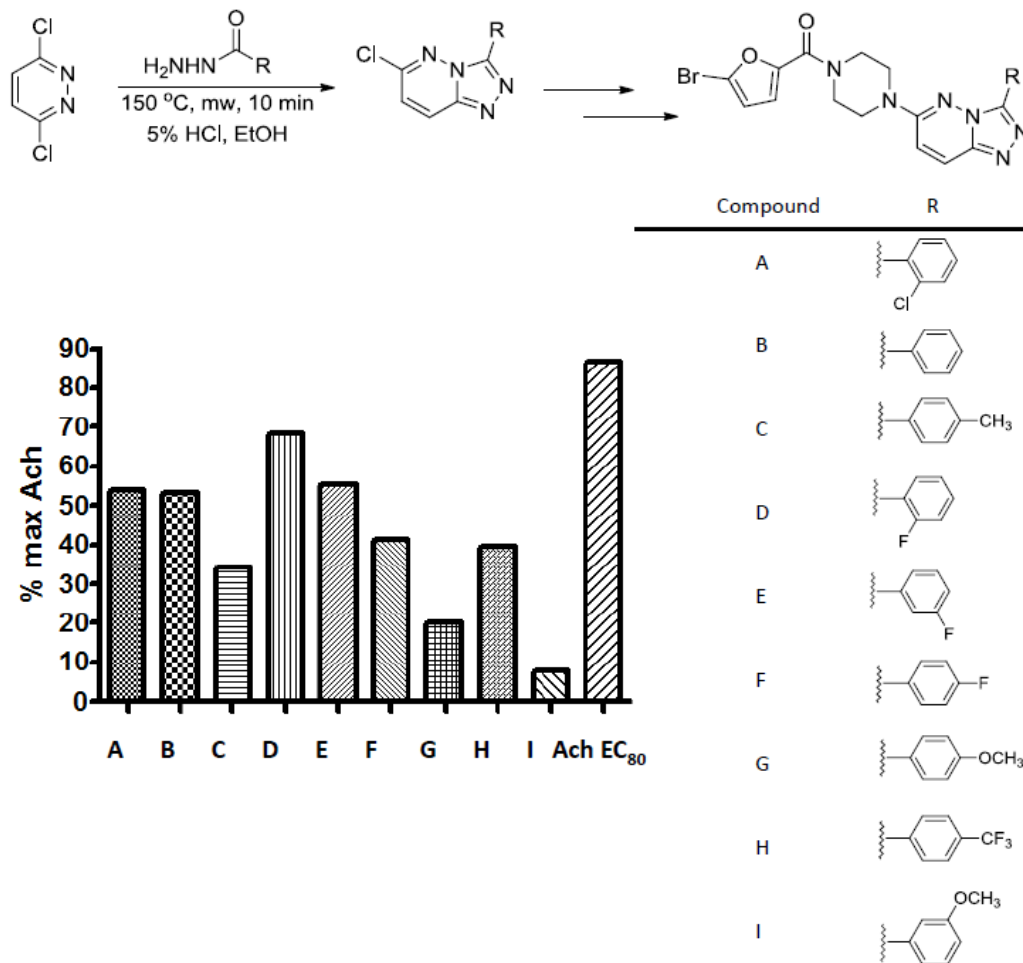 Cl
N
N
Cl
O
H₂NHN R
150 °C, mw, 10 min
5% HCl, EtOH
R
Cl N N
N
N
O
Br O N
N N N
R
N
N
Compound R
A
Cl
B
C CH₃
D
F
E
F
F F
G OCH₃
H CF₃
I OCH₃
% max Ach
90
80
70
60
50
40
30
20
10
0
A B C D E F G H I Ach EC₈₀